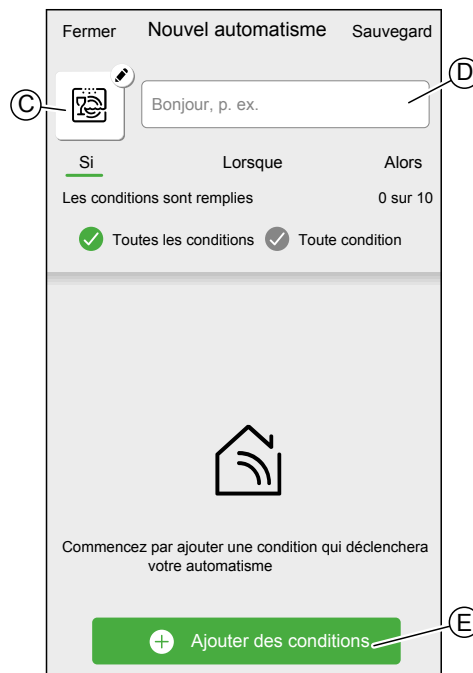 Fermer Nouvel automatisme Sauvegard
C Bonjour, p. ex. D
Si Lorsque Alors
Les conditions sont remplies 0 sur 10
Toutes les conditions Toute condition
Commencez par ajouter une condition qui déclenchera
votre automatisme
Ajouter des conditions E